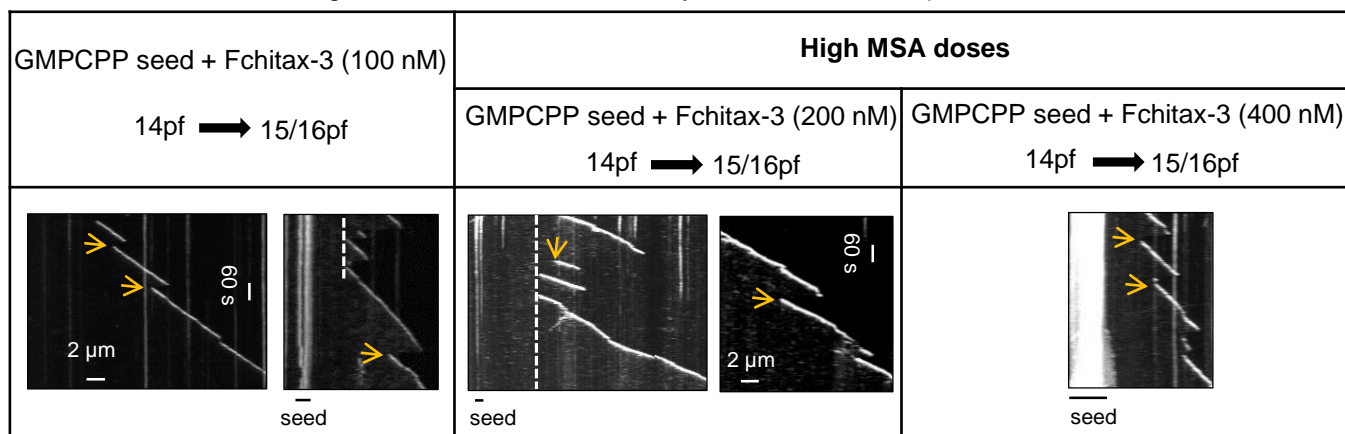 GMPCPP seed + Fchitax-3 (100 nM)
14pf 15/16pf
High MSA doses
GMPCPP seed + Fchitax-3 (200 nM)
14pf 15/16pf
GMPCPP seed + Fchitax-3 (400 nM)
14pf 15/16pf
60 s
2 µm
seed
seed
60 s
2 µm
60 s
seed